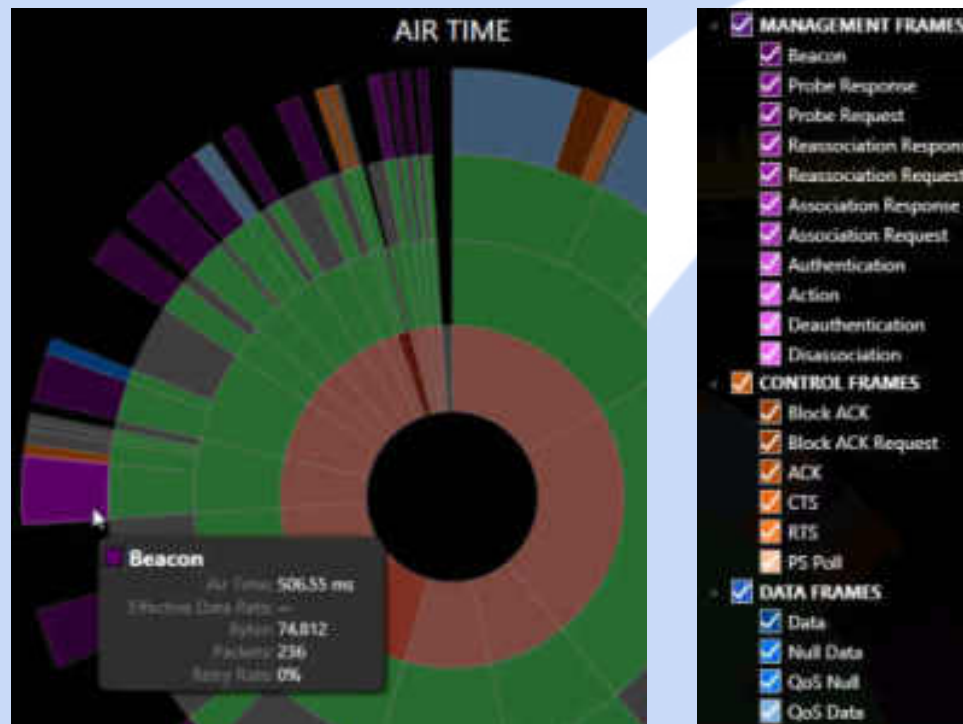 AIR TIME
Beacon
Air Time: 506.55 ms
Effective Data Rate: —
Bytes: 74,812
Packets: 236
Retry Rate: 0%
MANAGEMENT FRAMES
Beacon
Probe Response
Probe Request
Reassociation Respons
Reassociation Request
Association Response
Association Request
Authentication
Action
Deauthentication
Disassociation
CONTROL FRAMES
Block ACK
Block ACK Request
ACK
CTS
RTS
PS Poll
DATA FRAMES
Data
Null Data
QoS Null
QoS Data